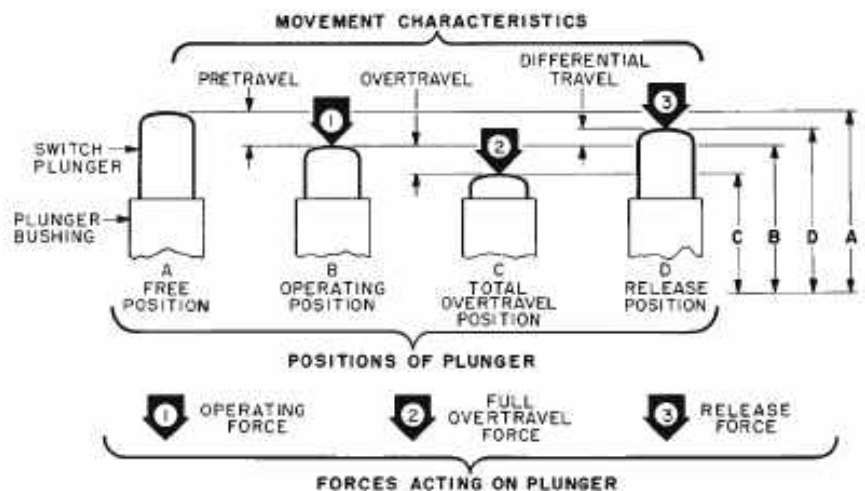 MOVEMENT CHARACTERISTICS
PRETRAVEL
OVERTRAVEL
DIFFERENTIAL
TRAVEL
1
2
3
SWITCH
PLUNGER
PLUNGER
BUSHING
C
B
D
A
A
FREE
POSITION
B
OPERATING
POSITION
C
TOTAL
OVERTRAVEL
POSITION
D
RELEASE
POSITION
POSITIONS OF PLUNGER
1
OPERATING
FORCE
2
FULL
OVERTRAVEL
FORCE
3
RELEASE
FORCE
FORCES ACTING ON PLUNGER